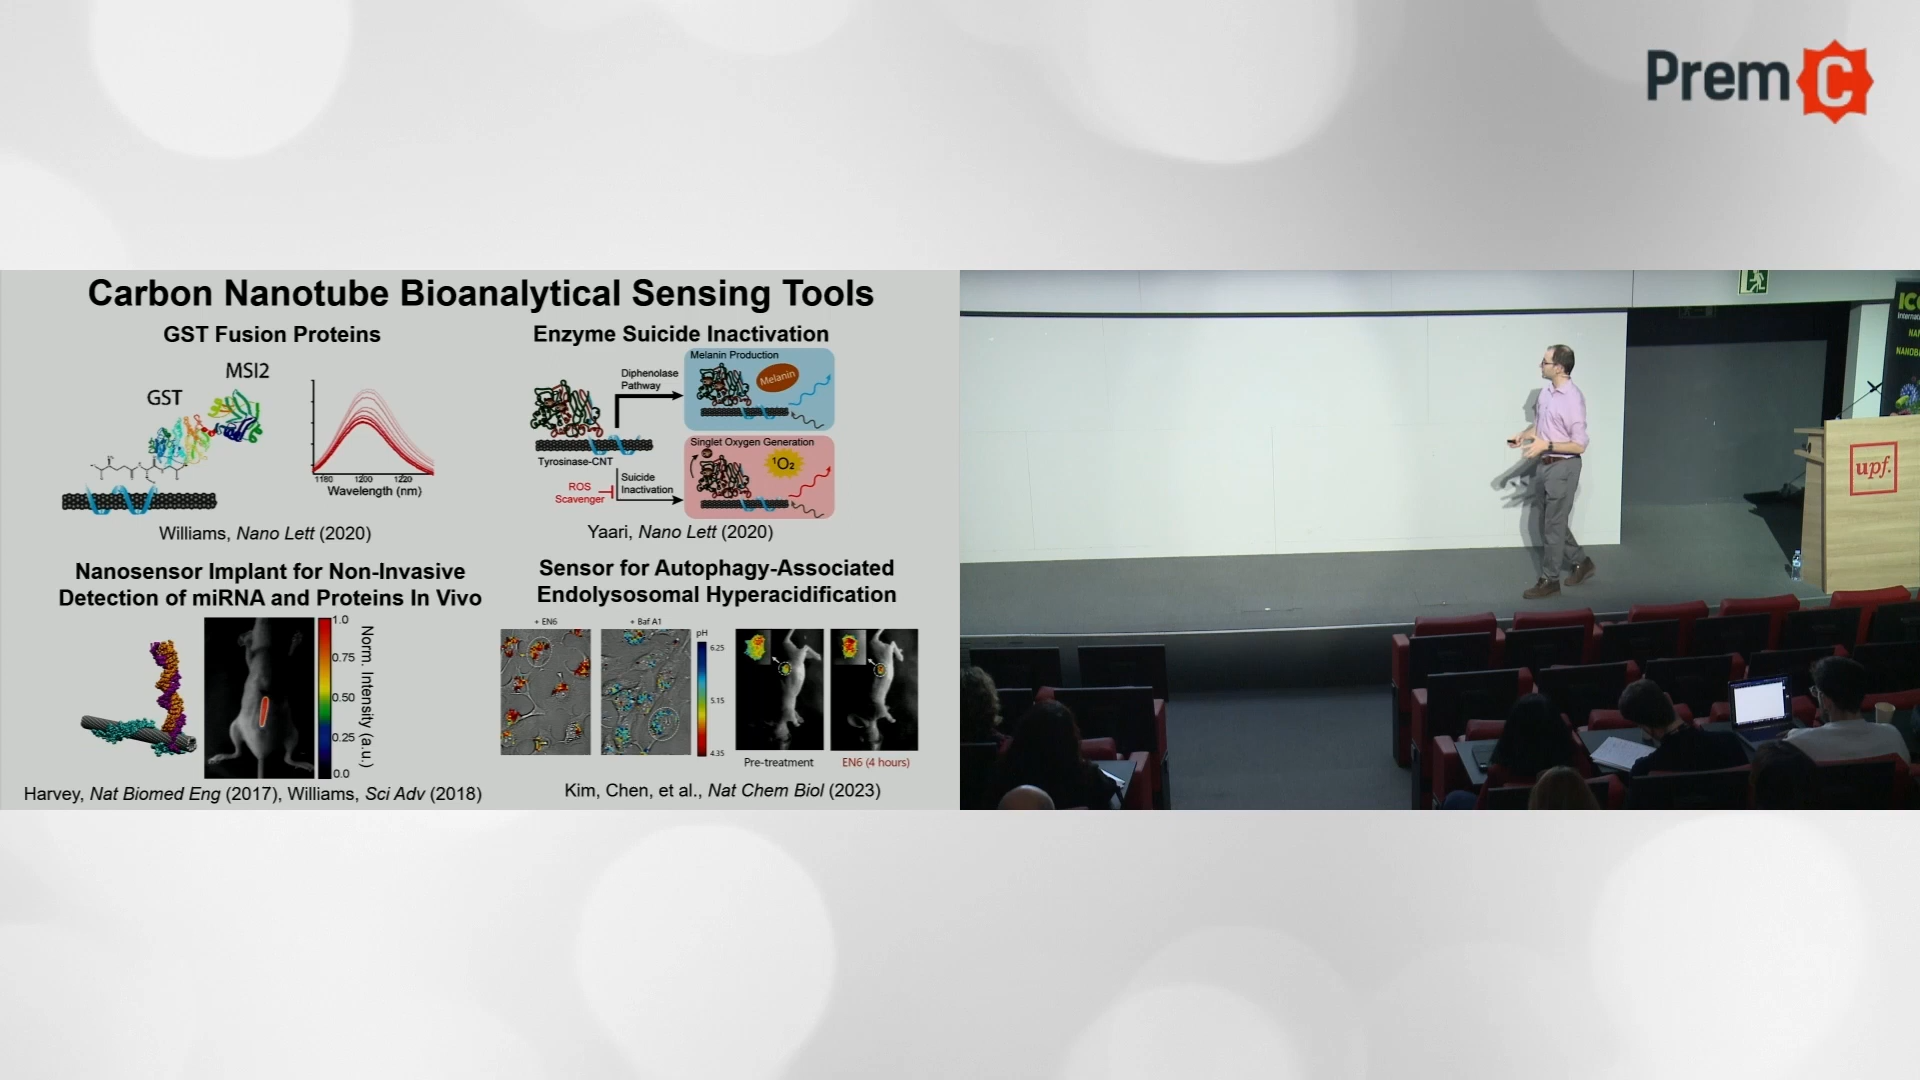 Prem C
Carbon Nanotube Bioanalytical Sensing Tools
GST Fusion Proteins
MSI2
GST
1180 1200 1220
Wavelength (nm)
Williams, Nano Lett (2020)
Enzyme Suicide Inactivation
Melanin Production
Diphenolase
Pathway
Melanin
Tyrosinase-CNT
Singlet Oxygen Generation
¹O₂
Suicide
Inactivation
ROS
Scavenger
Yaari, Nano Lett (2020)
Nanosensor Implant for Non-Invasive
Detection of miRNA and Proteins In Vivo
1.0
0.75
0.50
0.25
0.0
Norm. Intensity (a.u.)
Harvey, Nat Biomed Eng (2017), Williams, Sci Adv (2018)
Sensor for Autophagy-Associated
Endolysosomal Hyperacidification
+ EN6
+ Baf A1
pH
6.25
5.15
4.35
Pre-treatment
EN6 (4 hours)
Kim, Chen, et al., Nat Chem Biol (2023)
upf.